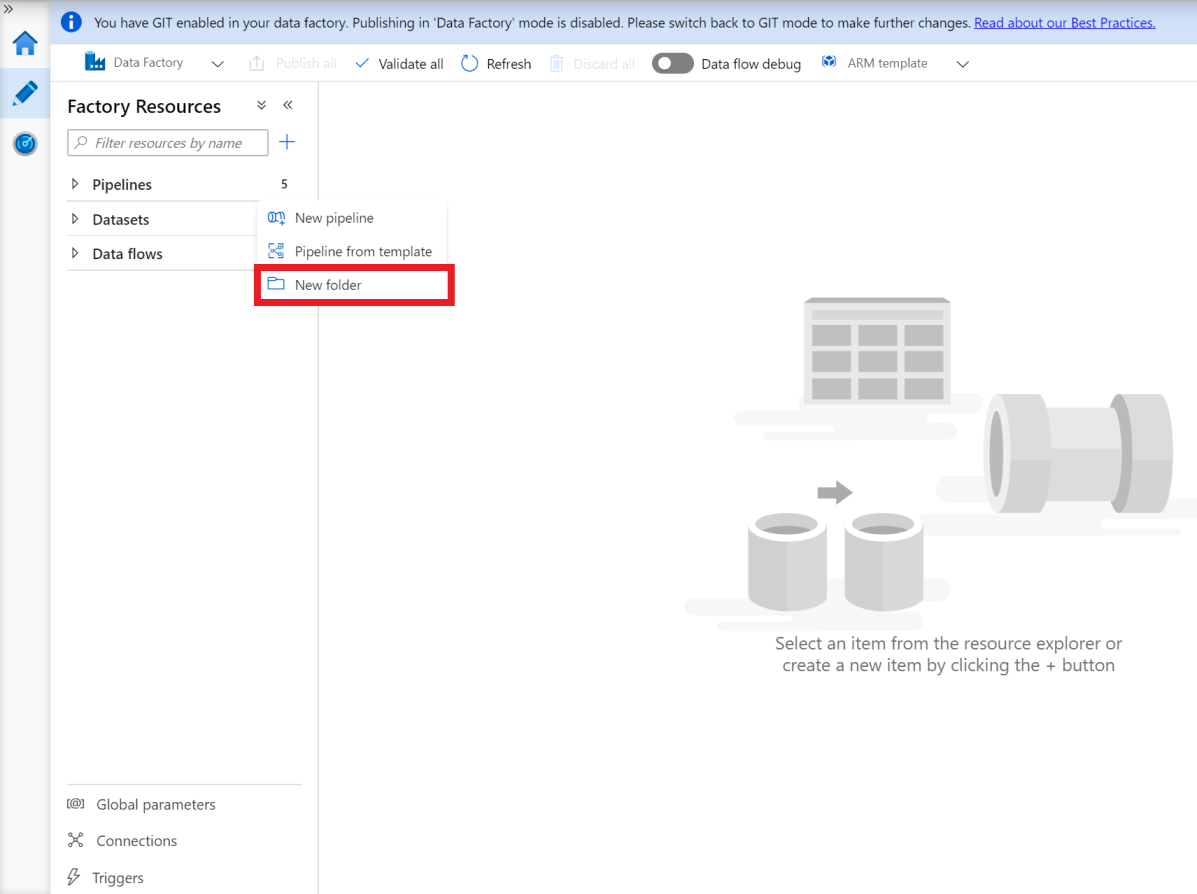 You have GIT enabled in your data factory. Publishing in 'Data Factory' mode is disabled. Please switch back to GIT mode to make further changes. Read about our Best Practices.
Data Factory Publish all Validate all Refresh Discard all Data flow debug ARM template
Factory Resources
Filter resources by name
Pipelines 5
Datasets
Data flows
New pipeline
Pipeline from template
New folder
Select an item from the resource explorer or
create a new item by clicking the + button
Global parameters
Connections
Triggers